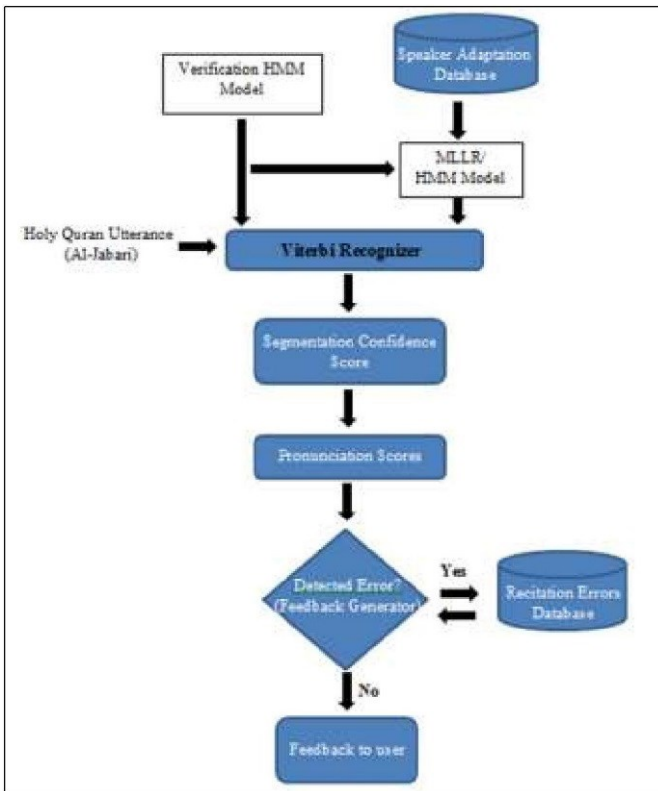 Speaker Adaptation
Database
Verification HMM
Model
MLLR/
HMM Model
Holy Quran Utterance
(Al-Jabari)
Viterbi Recognizer
Segmentation Confidence
Score
Pronunciation Scores
Detected Error?
(Feedback Generator)
Yes
Recitation Errors
Database
No
Feedback to user